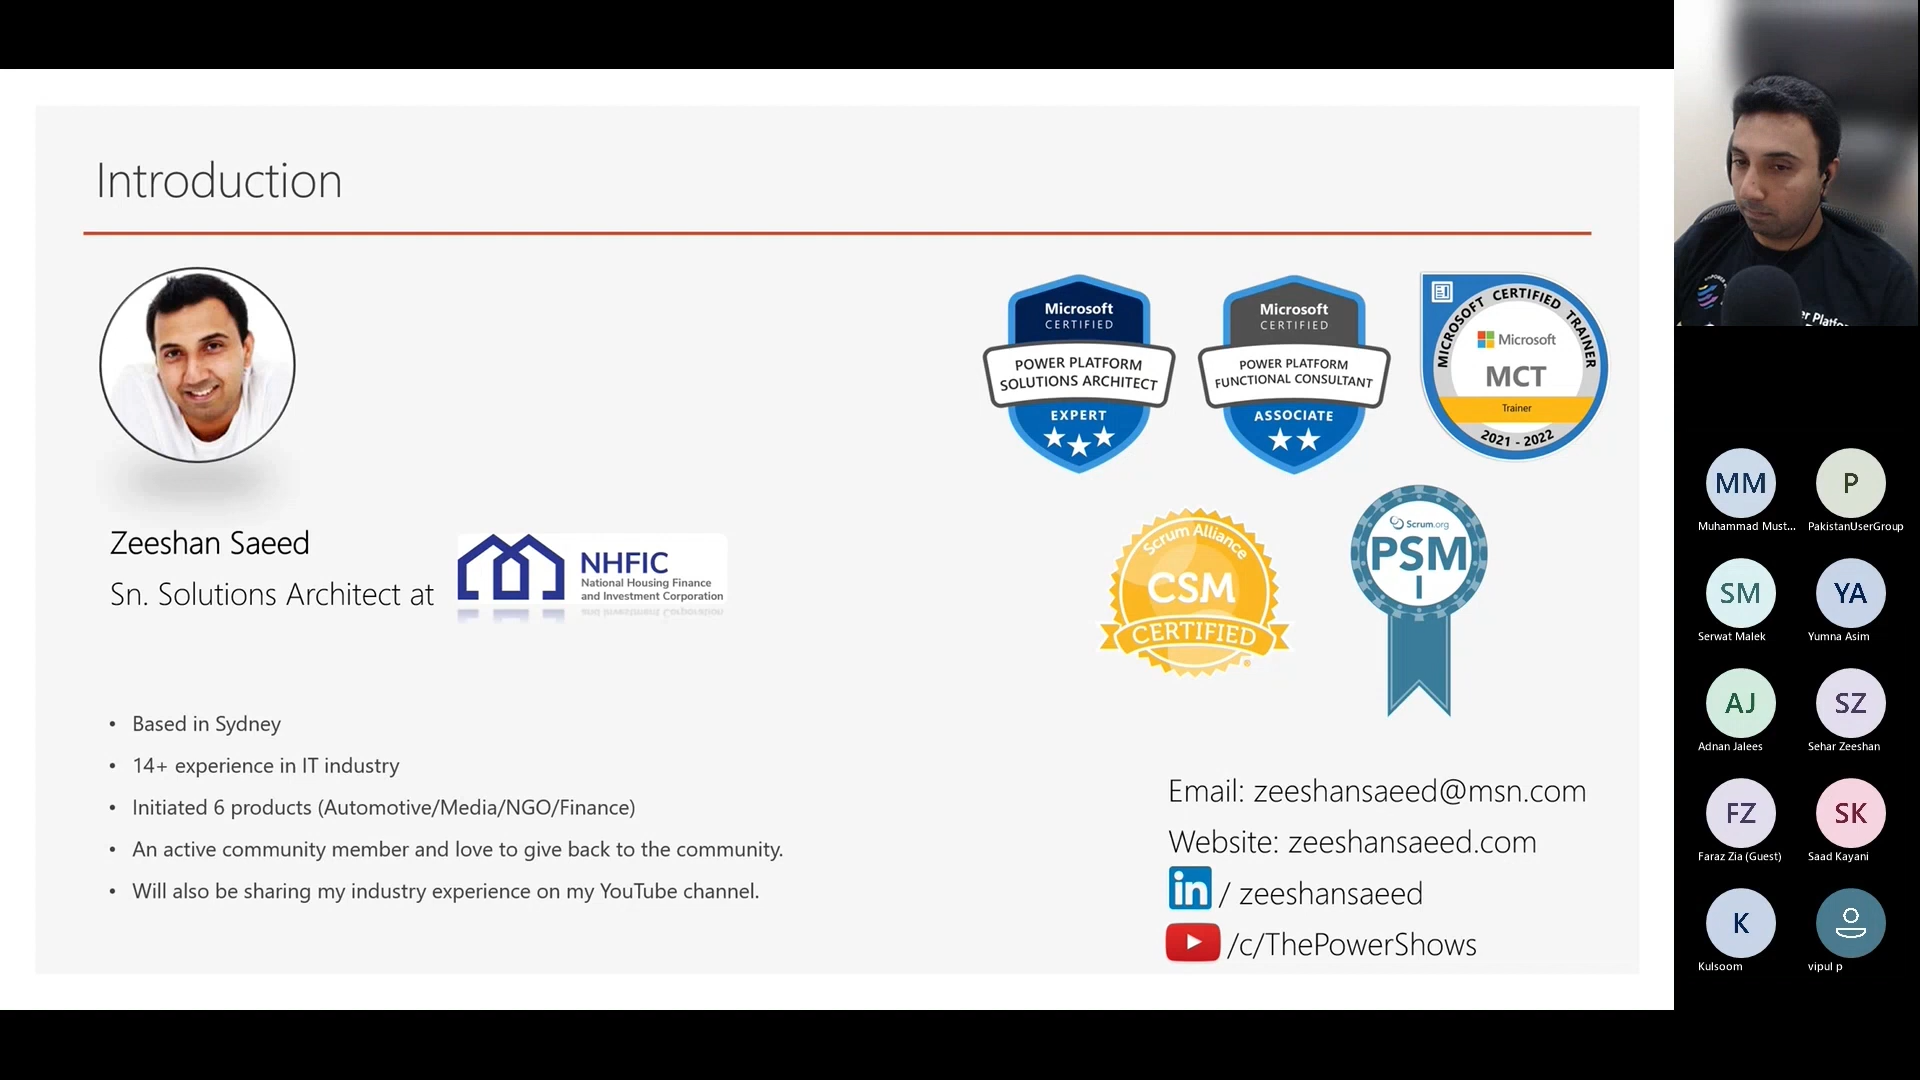 Introduction
Microsoft
CERTIFIED
POWER PLATFORM
SOLUTIONS ARCHITECT
EXPERT
Microsoft
CERTIFIED
POWER PLATFORM
FUNCTIONAL CONSULTANT
ASSOCIATE
MICROSOFT CERTIFIED TRAINER
Microsoft
MCT
Trainer
2021 - 2022
Zeeshan Saeed
Sn. Solutions Architect at
NHFIC
National Housing Finance
and Investment Corporation
Scrum Alliance
CSM
CERTIFIED
®
Scrum.org
PSM
I
• Based in Sydney
• 14+ experience in IT industry
• Initiated 6 products (Automotive/Media/NGO/Finance)
• An active community member and love to give back to the community.
• Will also be sharing my industry experience on my YouTube channel.
Email: zeeshansaeed@msn.com
Website: zeeshansaeed.com
in / zeeshansaeed
/c/ThePowerShows
MM
Muhammad Must...
P
PakistanUserGroup
SM
Serwat Malek
YA
Yumna Asim
AJ
Adnan Jalees
SZ
Sehar Zeeshan
FZ
Faraz Zia (Guest)
SK
Saad Kayani
K
Kulsoom
vipul p